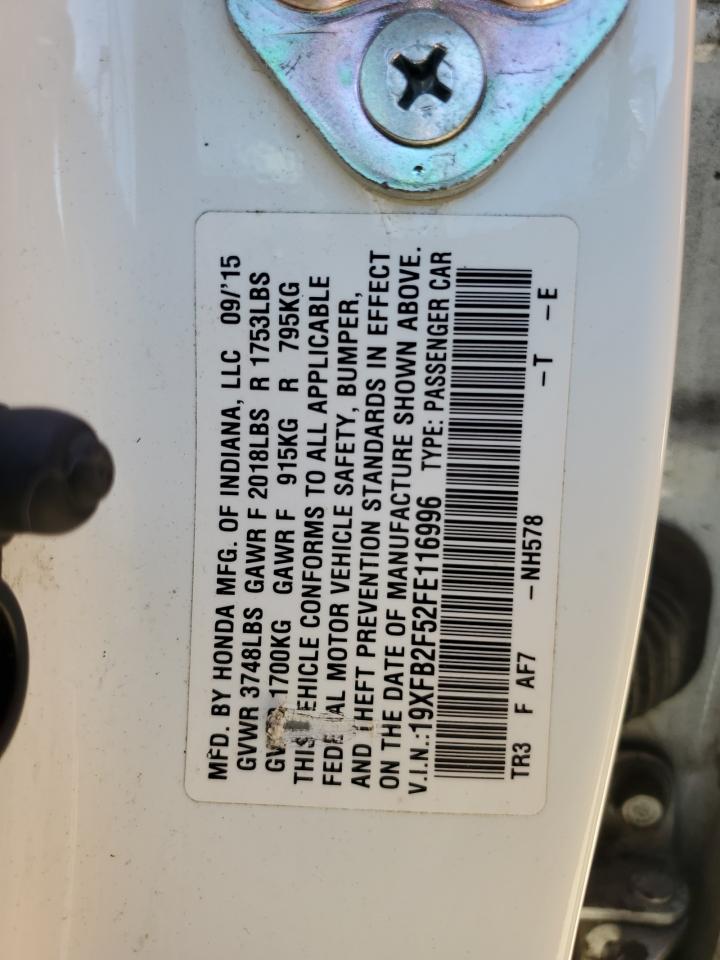 MFD. BY HONDA MFG. OF INDIANA, LLC 09/'15
GVWR 3748LBS GAWR F 2018LBS R 1753LBS
1700KG GAWR F 915KG R 795KG
VEHICLE CONFORMS TO ALL APPLICABLE
MOTOR VEHICLE SAFETY, BUMPER,
AND THEFT PREVENTION STANDARDS IN EFFECT
ON THE DATE OF MANUFACTURE SHOWN ABOVE.
V.I.N.:19XFB2F52FE116996 TYPE: PASSENGER CAR
TR3 F AF7 -NH578 -T -E